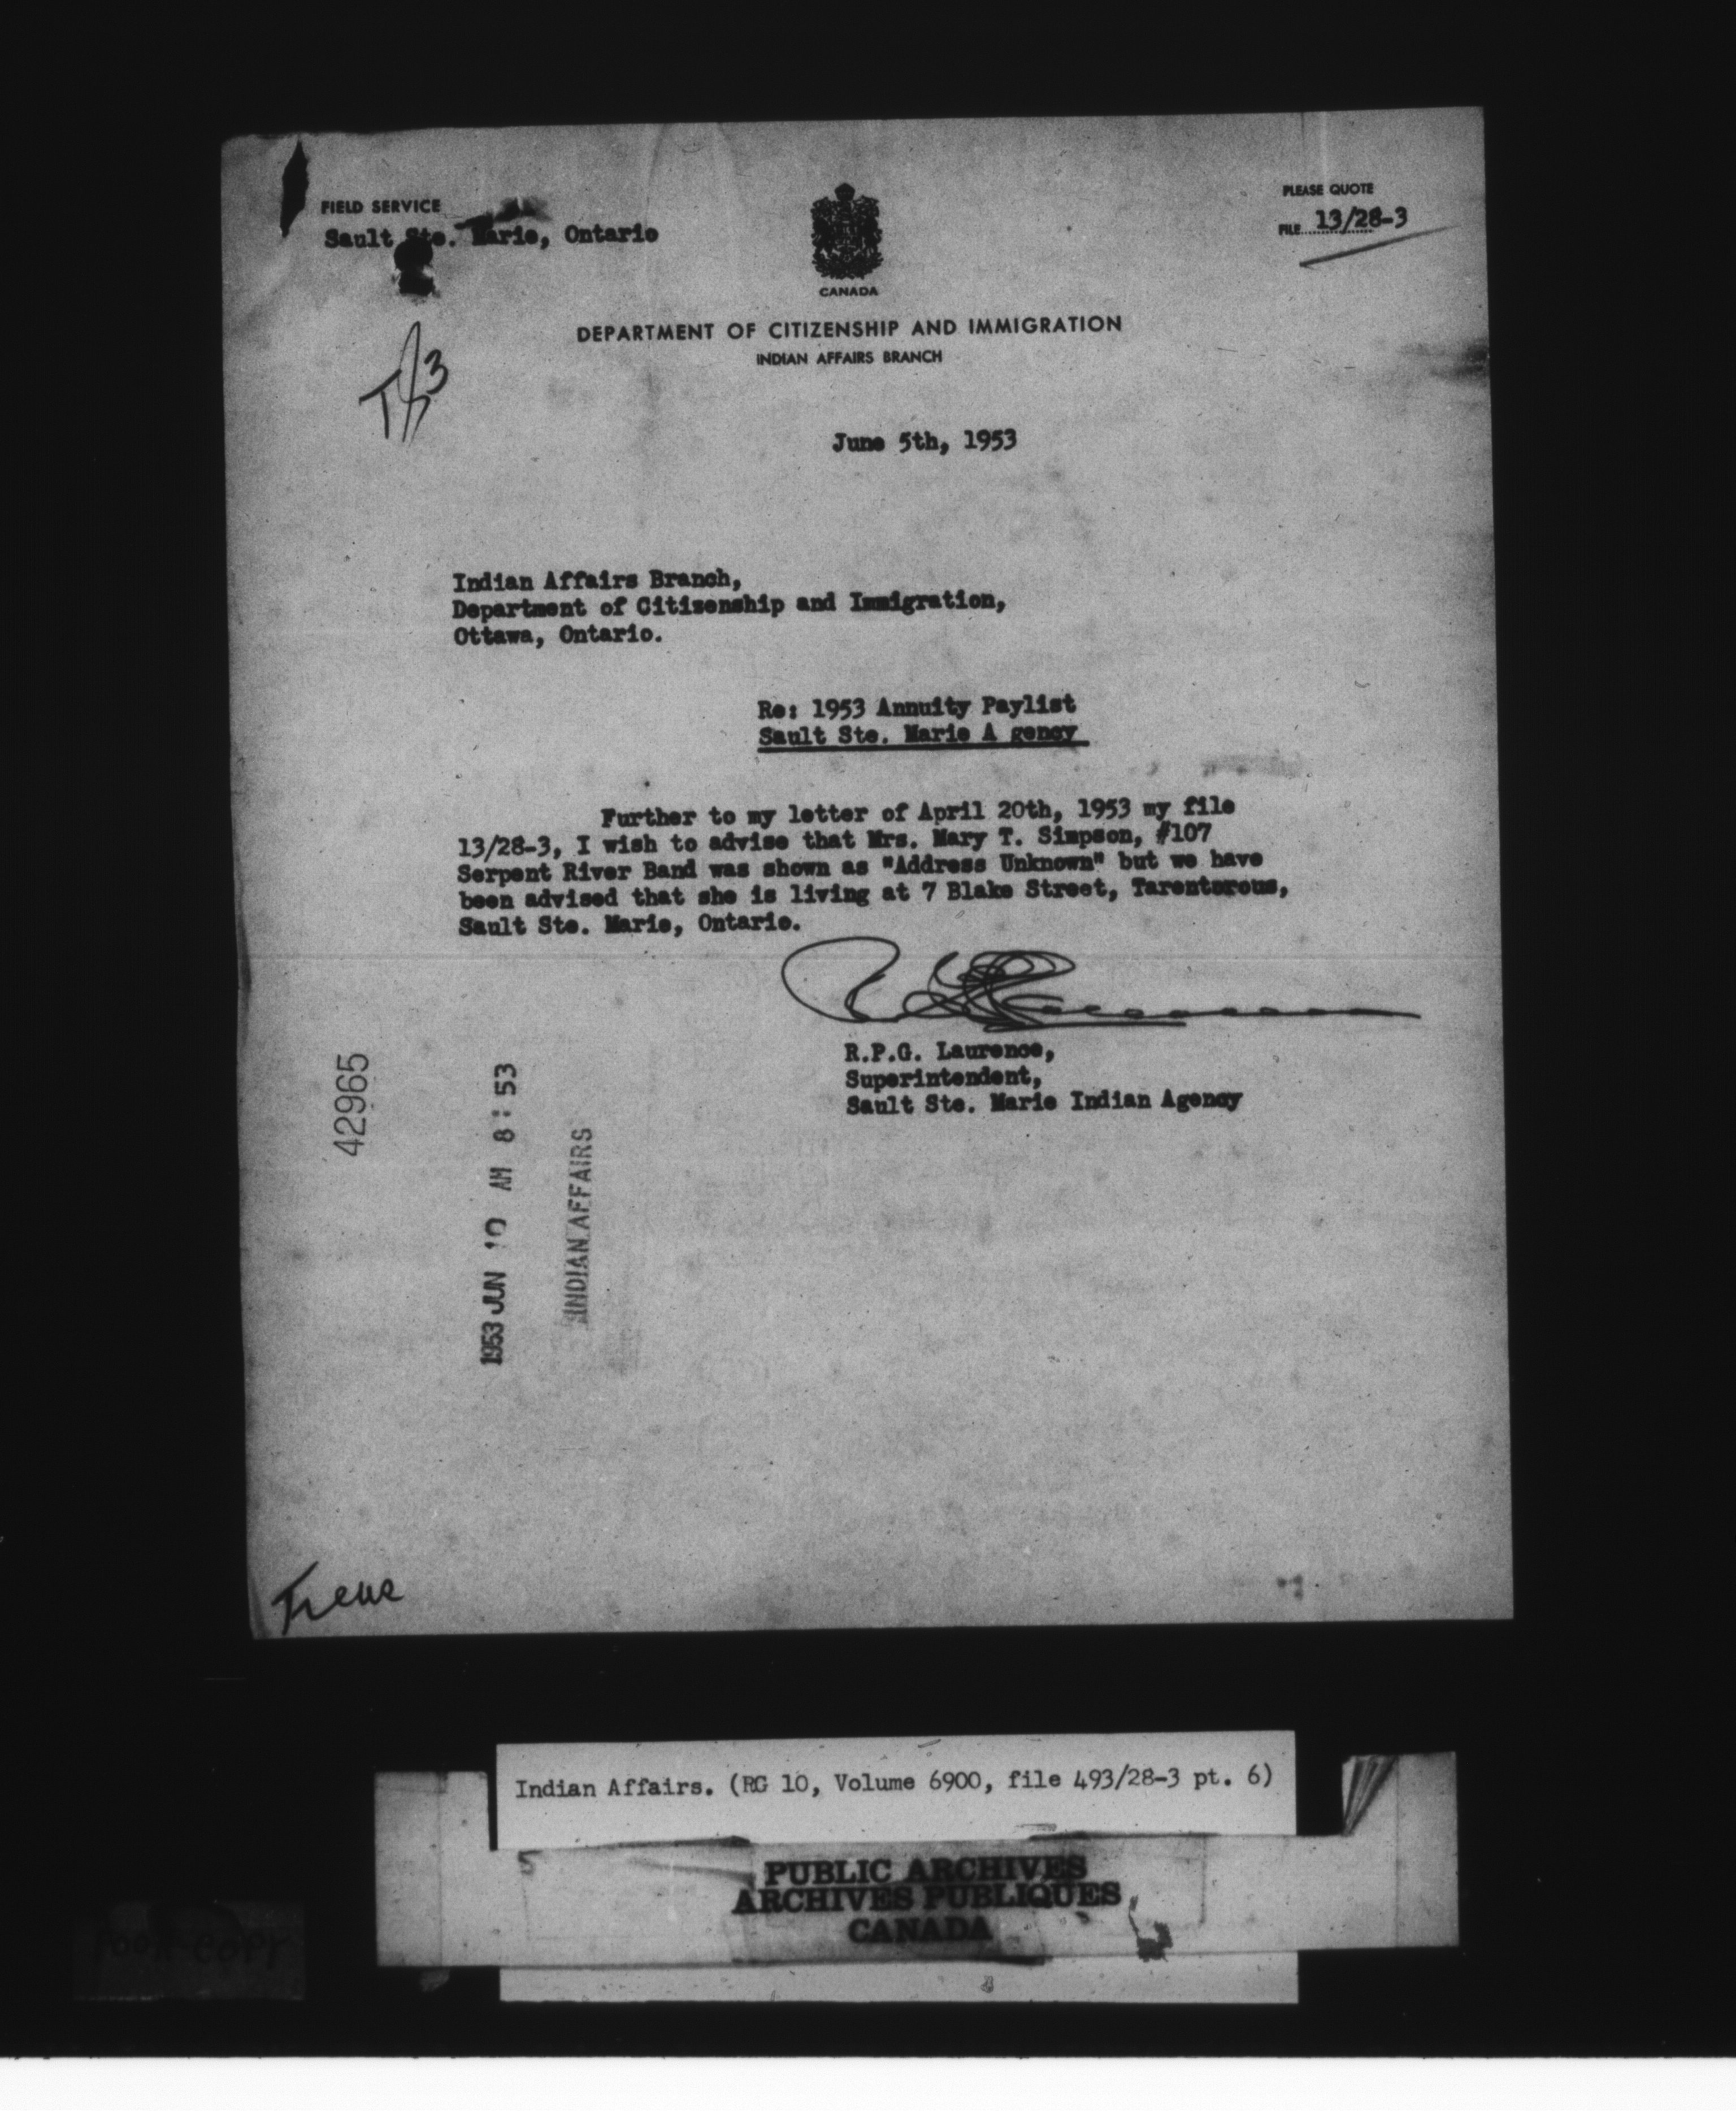 FIELD SERVICE
Sault Ste. Marie, Ontario
CANADA
PLEASE QUOTE
FILE 13/28-3
DEPARTMENT OF CITIZENSHIP AND IMMIGRATION
INDIAN AFFAIRS BRANCH
June 5th, 1953
Indian Affairs Branch,
Department of Citizenship and Immigration,
Ottawa, Ontario.
Re: 1953 Annuity Paylist
Sault Ste. Marie A gency
Further to my letter of April 20th, 1953 my file
13/28-3, I wish to advise that Mrs. Mary T. Simpson, #107
Serpent River Band was shown as "Address Unknown" but we have
been advised that she is living at 7 Blake Street, Tarentorous,
Sault Ste. Marie, Ontario.
R.P.G. Laurence,
Superintendent,
Sault Ste. Marie Indian Agency
42965
1953 JUN 10 AM 8:53
INDIAN AFFAIRS
Indian Affairs. (RG 10, Volume 6900, file 493/28-3 pt. 6)
5
PUBLIC ARCHIVES
ARCHIVES PUBLIQUES
CANADA
poor copy